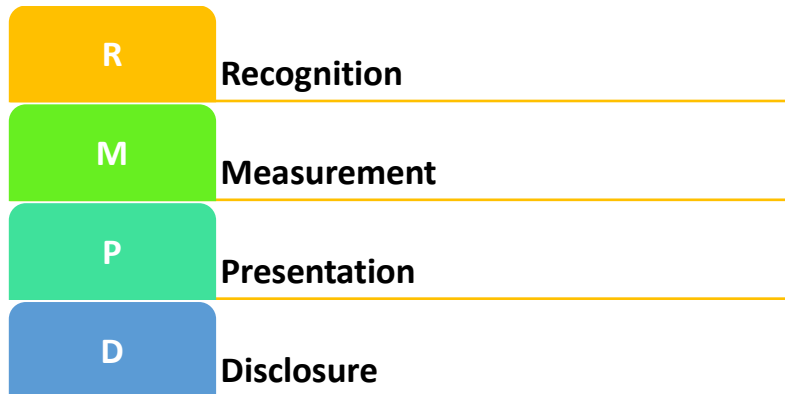 R
Recognition
M
Measurement
P
Presentation
D
Disclosure